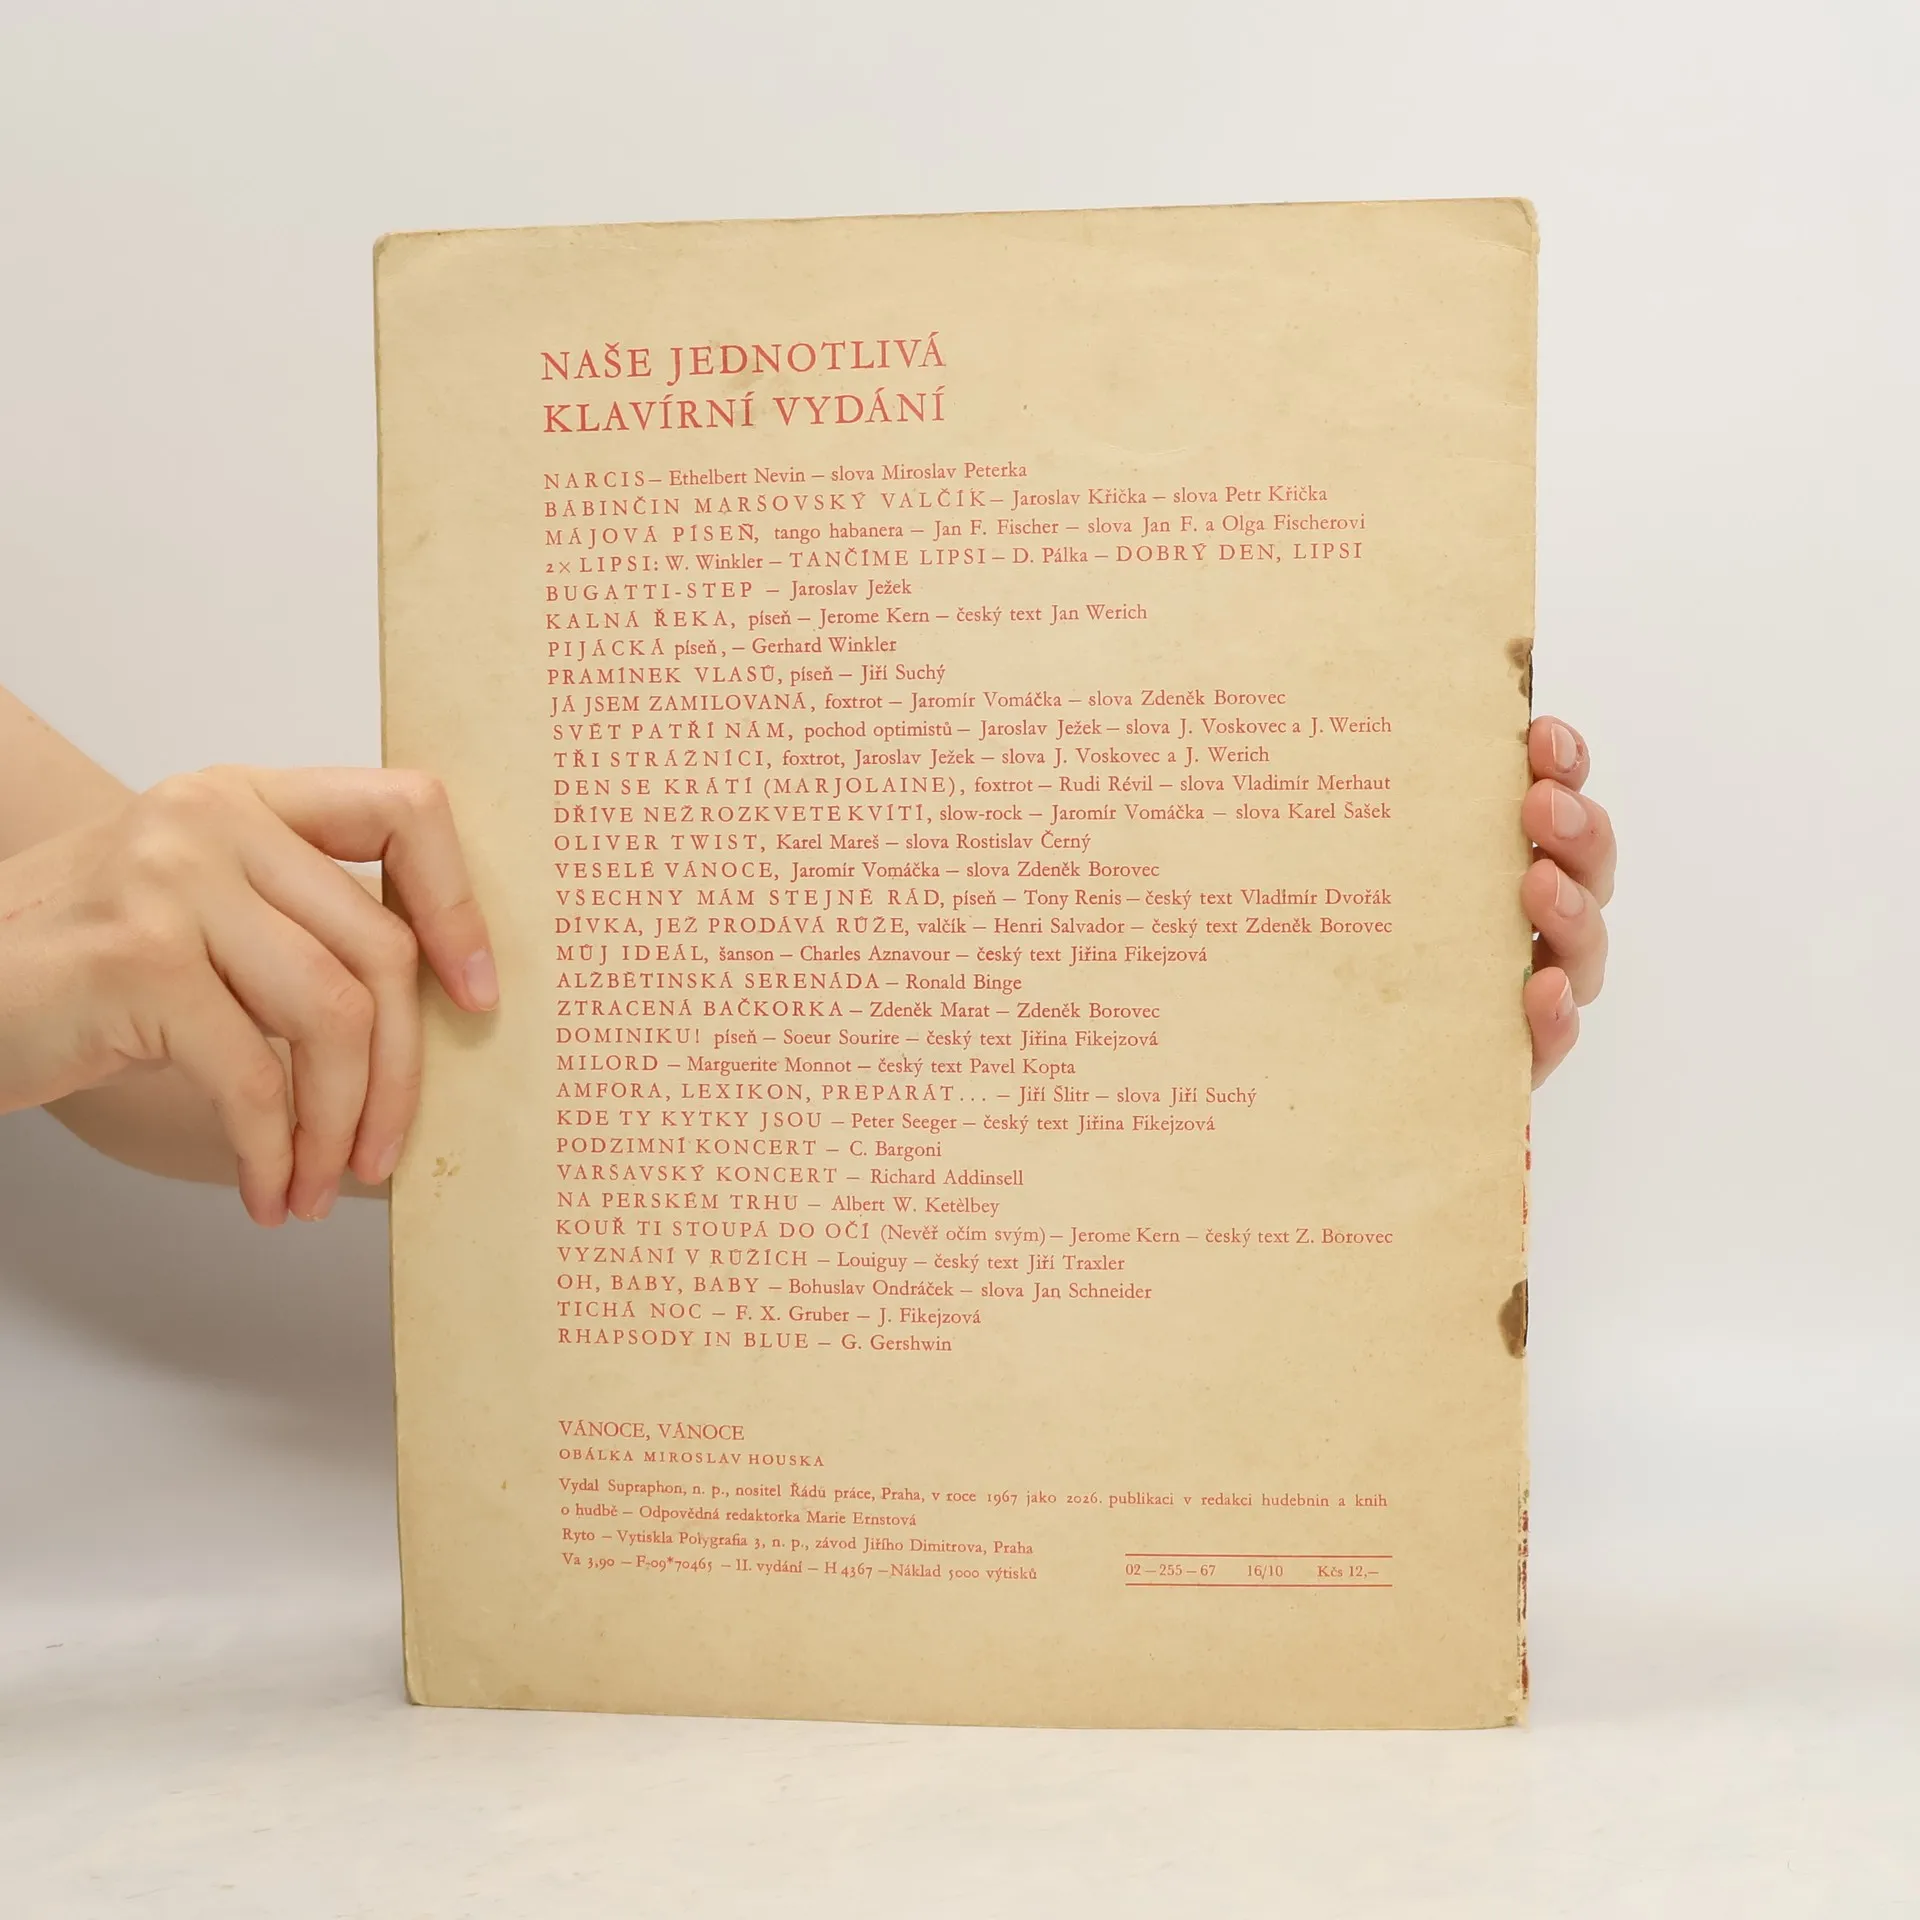 NAŠE JEDNOTLIVÁ
KLAVÍRNÍ VYDÁNÍ
NARCIS – Ethelbert Nevin – slova Miroslav Peterka
BABINČIN MARŠOVSKÝ VALČÍK – Jaroslav Křička – slova Petr Křička
MÁJOVÁ PÍSEŇ, tango habanera – Jan F. Fischer – slova Jan F. a Olga Fischerovi
2× LIPSI: W. Winkler – TANČÍME LIPSI – D. Pálka – DOBRÝ DEN, LIPSI
BUGATTI-STEP – Jaroslav Ježek
KALNÁ ŘEKA, píseň – Jerome Kern – český text Jan Werich
PIJÁCKÁ píseň, – Gerhard Winkler
PRAMÍNEK VLASŮ, píseň – Jiří Suchý
JÁ JSEM ZAMILOVANÁ, foxtrot – Jaromír Vomáčka – slova Zdeněk Borovec
SVĚT PATŘÍ NÁM, pochod optimistů – Jaroslav Ježek – slova J. Voskovec a J. Werich
TŘI STRÁŽNÍCI, foxtrot, Jaroslav Ježek – slova J. Voskovec a J. Werich
DEN SE KRÁTÍ (MARJOLAINE), foxtrot – Rudi Révil – slova Vladimír Merhaut
DŘÍVE NEŽ ROZKVETE KVÍTÍ, slow-rock – Jaromír Vomáčka – slova Karel Šašek
OLIVER TWIST, Karel Mareš – slova Rostislav Černý
VESELÉ VÁNOCE, Jaromír Vomáčka – slova Zdeněk Borovec
VŠECHNY MÁM STEJNĚ RÁD, píseň – Tony Renis – český text Vladimír Dvořák
DÍVKA, JEŽ PRODÁVÁ RŮŽE, valčík – Henri Salvador – český text Zdeněk Borovec
MŮJ IDEÁL, šanson – Charles Aznavour – český text Jiřina Fikejzová
ALŽBĚTINSKÁ SERENÁDA – Ronald Binge
ZTRACENÁ BAČKORKA – Zdeněk Marat – Zdeněk Borovec
DOMINIKU! píseň – Soeur Sourire – český text Jiřina Fikejzová
MILORD – Marguerite Monnot – český text Pavel Kopta
AMFORA, LEXIKON, PREPARÁT... – Jiří Šlitr – slova Jiří Suchý
KDE TY KYTKY JSOU – Peter Seeger – český text Jiřina Fikejzová
PODZIMNÍ KONCERT – C. Bargoni
VARŠAVSKÝ KONCERT – Richard Addinsell
NA PERSKÉM TRHU – Albert W. Ketèlbey
KOUŘ TI STOUPÁ DO OČÍ (Nevěř očím svým) – Jerome Kern – český text Z. Borovec
VYZNÁNÍ V RŮŽÍCH – Louiguy – český text Jiří Traxler
OH, BABY, BABY – Bohuslav Ondráček – slova Jan Schneider
TICHÁ NOC – F. X. Gruber – J. Fikejzová
RHAPSODY IN BLUE – G. Gershwin
VÁNOCE, VÁNOCE
OBÁLKA MIROSLAV HOUSKA
Vydal Supraphon, n. p., nositel Řádu práce, Praha, v roce 1967 jako 2026. publikaci v redakci hudebnin a knih
o hudbě – Odpovědná redaktorka Marie Ernstová
Ryto – Vytiskla Polygrafia 3, n. p., závod Jiřího Dimitrova, Praha
Va 3,90 – F-09*70465 – II. vydání – H 4367 – Náklad 5000 výtisků
02–255–67 16/10 Kčs 12,–